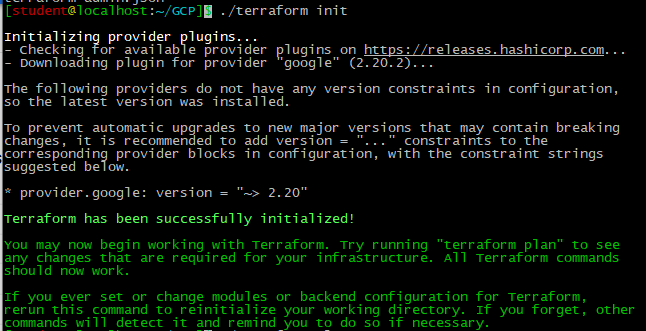 [student@localhost:~/GCP]$ ./terraform init
Initializing provider plugins...
- Checking for available provider plugins on https://releases.hashicorp.com...
- Downloading plugin for provider "google" (2.20.2)...
The following providers do not have any version constraints in configuration,
so the latest version was installed.
To prevent automatic upgrades to new major versions that may contain breaking
changes, it is recommended to add version = "..." constraints to the
corresponding provider blocks in configuration, with the constraint strings
suggested below.
* provider.google: version = "~> 2.20"
Terraform has been successfully initialized!
You may now begin working with Terraform. Try running "terraform plan" to see
any changes that are required for your infrastructure. All Terraform commands
should now work.
If you ever set or change modules or backend configuration for Terraform,
rerun this command to reinitialize your working directory. If you forget, other
commands will detect it and remind you to do so if necessary.